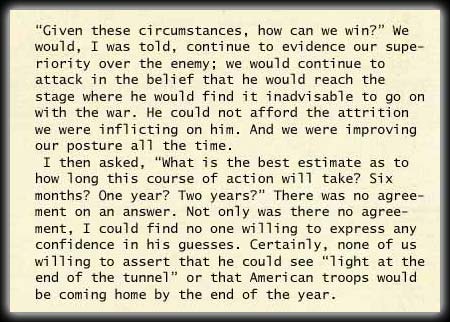 “Given these circumstances, how can we win?” We
would, I was told, continue to evidence our supe-
riority over the enemy; we would continue to
attack in the belief that he would reach the
stage where he would find it inadvisable to go on
with the war. He could not afford the attrition
we were inflicting on him. And we were improving
our posture all the time.
I then asked, “What is the best estimate as to
how long this course of action will take? Six
months? One year? Two years?” There was no agree-
ment on an answer. Not only was there no agree-
ment, I could find no one willing to express any
confidence in his guesses. Certainly, none of us
willing to assert that he could see “light at the
end of the tunnel” or that American troops would
be coming home by the end of the year.